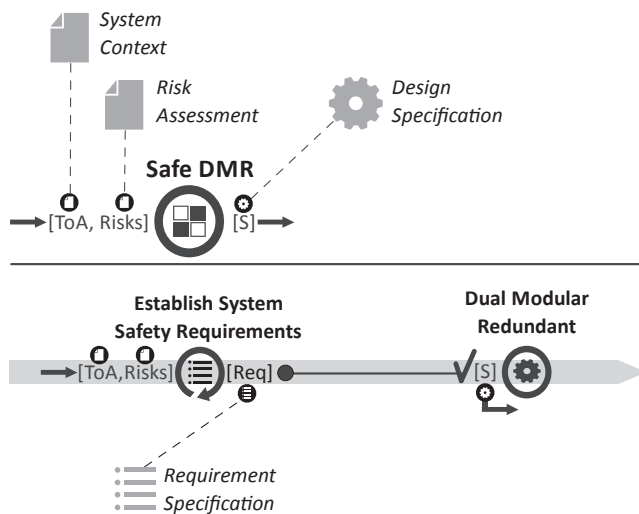 System
Context
Risk
Assessment
Design
Specification
Safe DMR
[ToA, Risks]
[S]
Establish System
Safety Requirements
Dual Modular
Redundant
[ToA,Risks]
[Req]
[S]
Requirement
Specification